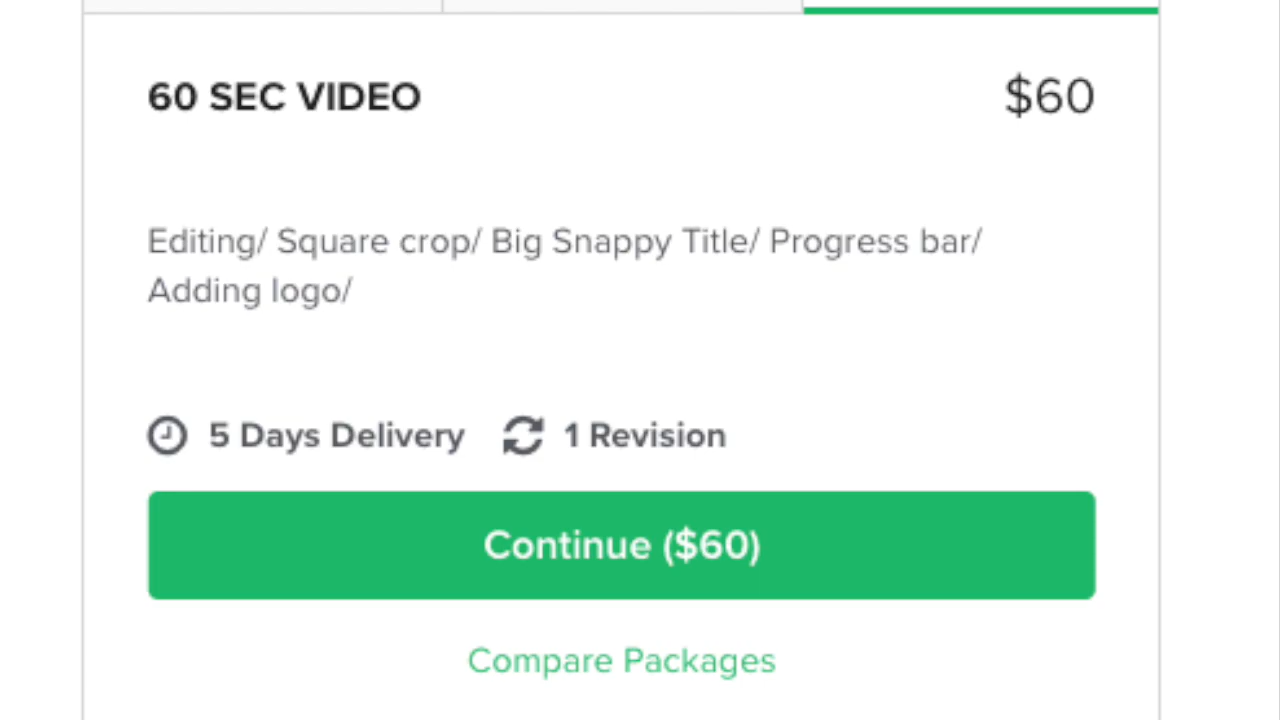 60 SEC VIDEO
$60
Editing/ Square crop/ Big Snappy Title/ Progress bar/
Adding logo/
5 Days Delivery
1 Revision
Continue ($60)
Compare Packages